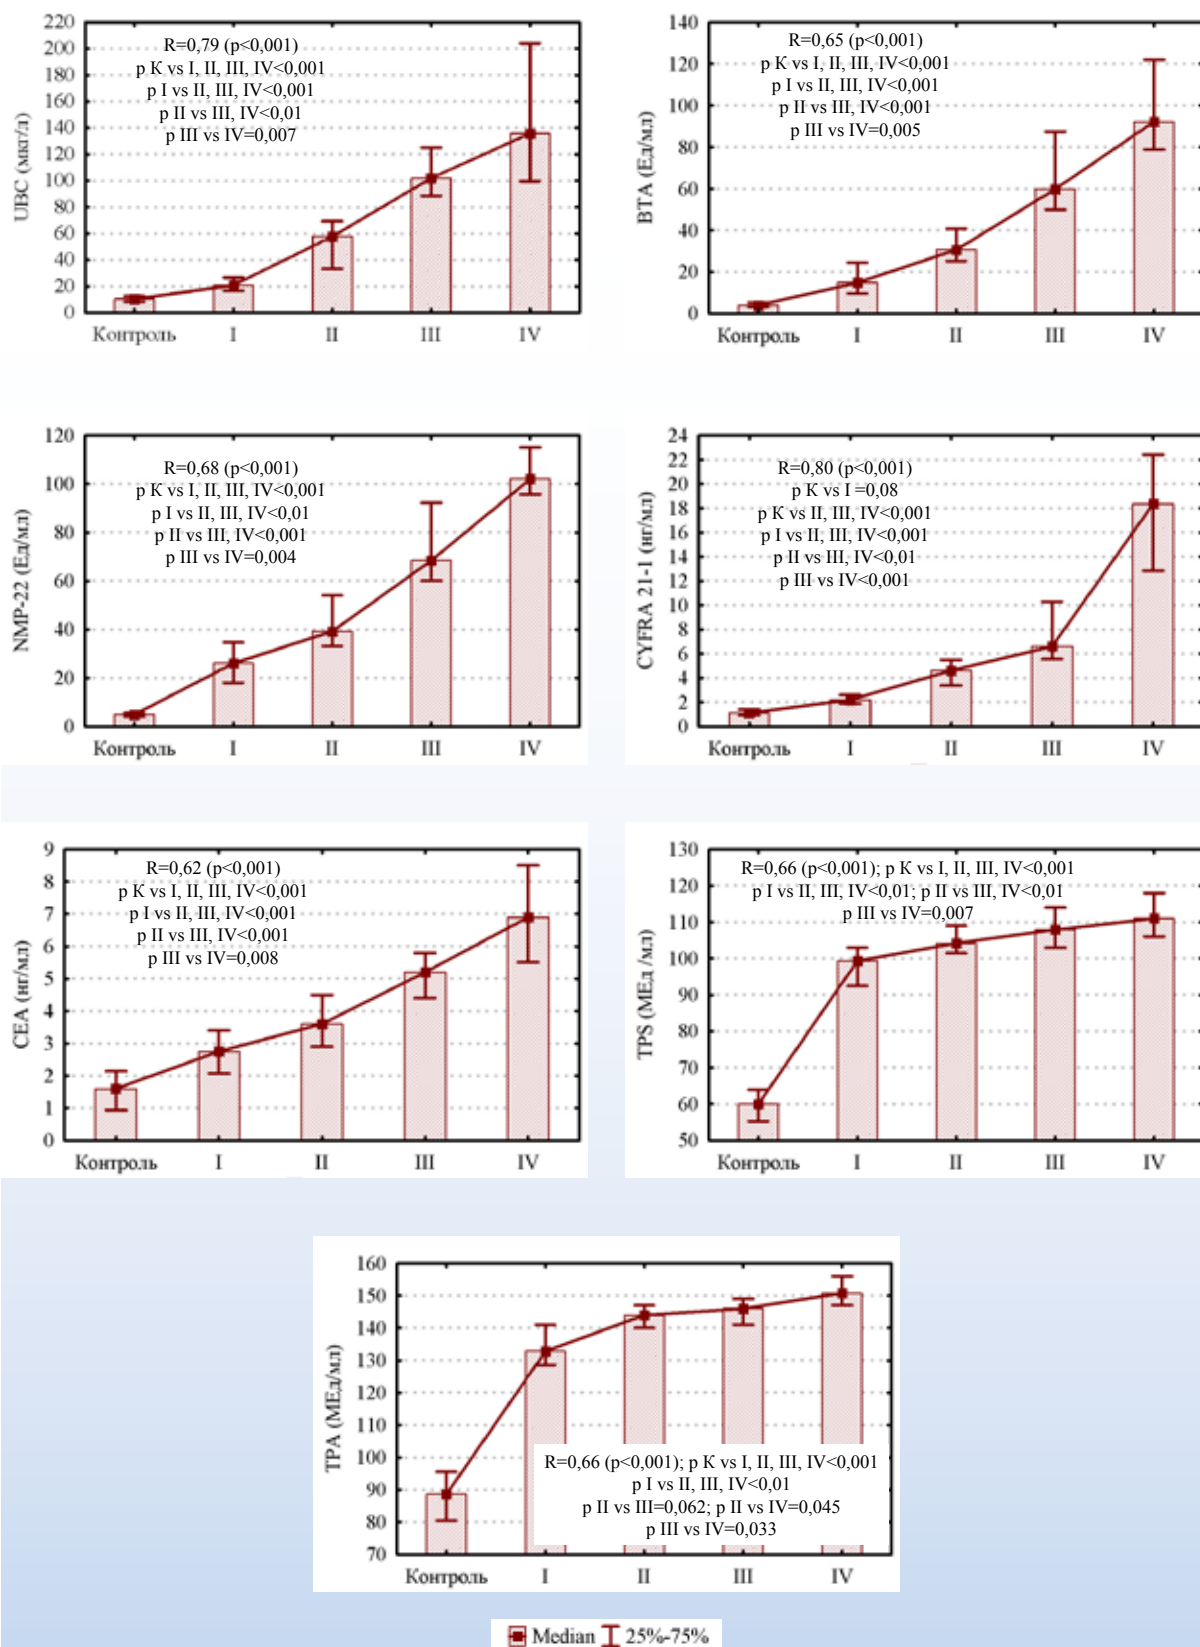 220
200
180
160
140
120
100
80
60
40
20
0
UBC (мкг/л)
R=0,79 (p<0,001)
p К vs I, II, III, IV<0,001
p I vs II, III, IV<0,001
p II vs III, IV<0,01
p III vs IV=0,007
Контроль I II III IV
140
120
100
80
60
40
20
0
BTA (Ед/мл)
R=0,65 (p<0,001)
p К vs I, II, III, IV<0,001
p I vs II, III, IV<0,001
p II vs III, IV<0,001
p III vs IV=0,005
Контроль I II III IV
120
100
80
60
40
20
0
NMP-22 (Ед/мл)
R=0,68 (p<0,001)
p К vs I, II, III, IV<0,001
p I vs II, III, IV<0,01
p II vs III, IV<0,001
p III vs IV=0,004
Контроль I II III IV
24
22
20
18
16
14
12
10
8
6
4
2
0
CYFRA 21-1 (нг/мл)
R=0,80 (p<0,001)
p К vs I =0,08
p К vs II, III, IV<0,001
p I vs II, III, IV<0,001
p II vs III, IV<0,01
p III vs IV<0,001
Контроль I II III IV
9
8
7
6
5
4
3
2
1
0
CEA (нг/мл)
R=0,62 (p<0,001)
p К vs I, II, III, IV<0,001
p I vs II, III, IV<0,001
p II vs III, IV<0,001
p III vs IV=0,008
Контроль I II III IV
130
120
110
100
90
80
70
60
50
TPS (МЕд /мл)
R=0,66 (p<0,001); p К vs I, II, III, IV<0,001
p I vs II, III, IV<0,01; p II vs III, IV<0,01
p III vs IV=0,007
Контроль I II III IV
160
150
140
130
120
110
100
90
80
70
TPA (МЕд/мл)
R=0,66 (p<0,001); p К vs I, II, III, IV<0,001
p I vs II, III, IV<0,01
p II vs III=0,062; p II vs IV=0,045
p III vs IV=0,033
Контроль I II III IV
Median 25%-75%